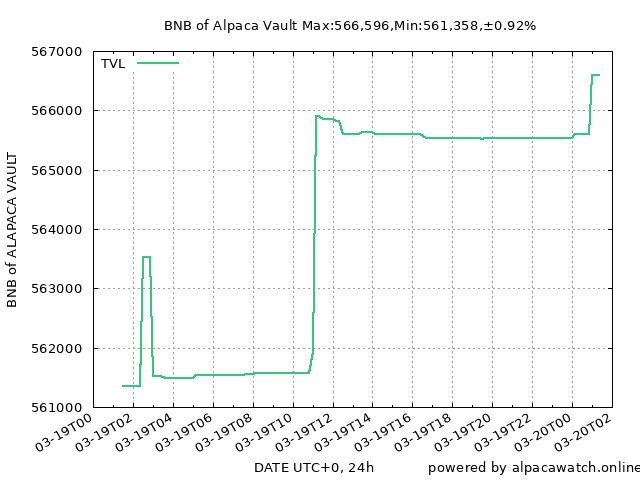 BNB of Alpaca Vault Max:566,596,Min:561,358,±0.92%
TVL
BNB of ALAPACA VAULT
567000
566000
565000
564000
563000
562000
561000
03-19T00
03-19T02
03-19T04
03-19T06
03-19T08
03-19T10
03-19T12
03-19T14
03-19T16
03-19T18
03-19T20
03-19T22
03-20T00
03-20T02
DATE UTC+0, 24h
powered by alpacawatch.online